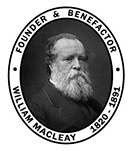 FOUNDER & BENEFACTOR
WILLIAM MACLEAY 1820 - 1891